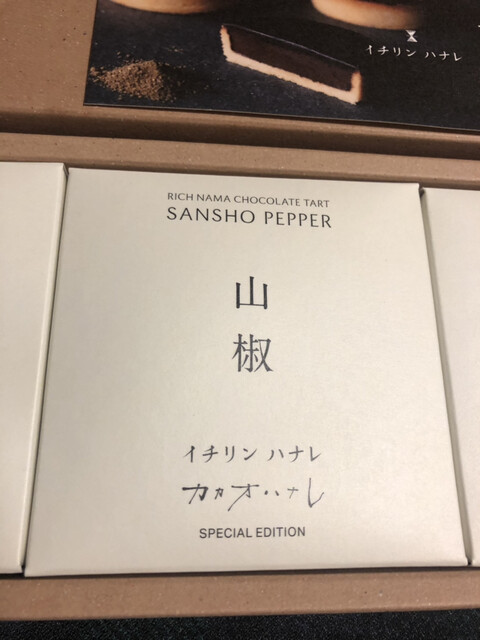 イチリン ハナレ
RICH NAMA CHOCOLATE TART
SANSHO PEPPER
山
椒
イチリン ハナレ
カカオハナレ
SPECIAL EDITION